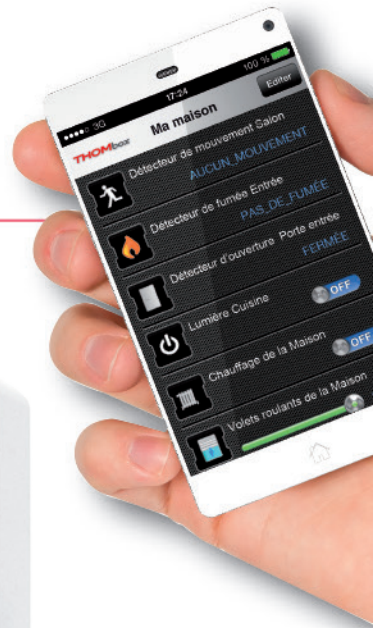 3G
17:24
100 %
THOMbox
Ma maison
Editer
Détecteur de mouvement Salon
AUCUN_MOUVEMENT
Détecteur de fumée Entrée
PAS_DE_FUMÉE
Détecteur d'ouverture Porte entrée
FERMÉE
Lumière Cuisine
OFF
Chauffage de la Maison
OFF
Volets roulants de la Maison